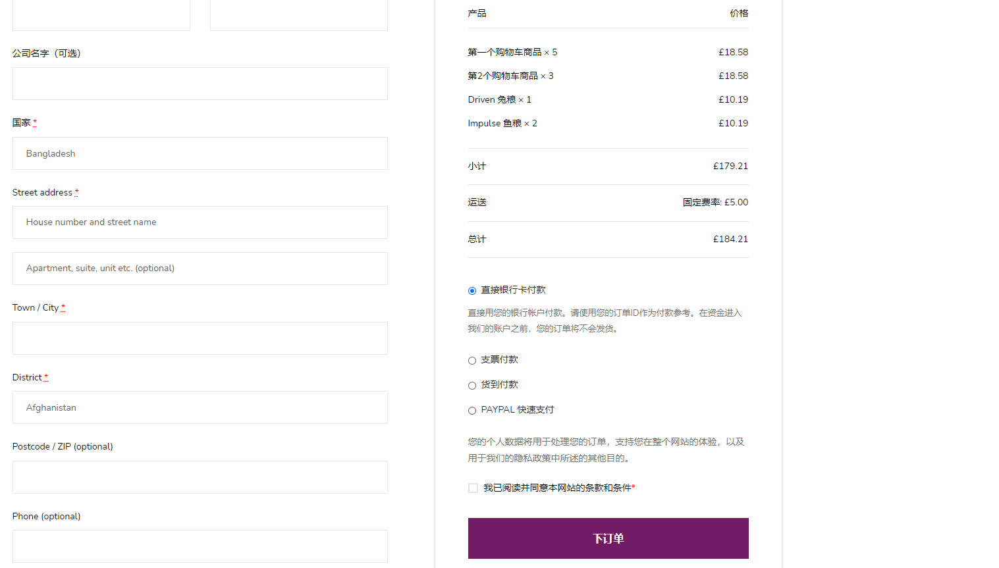 公司名字（可选）
国家 *
Bangladesh
Street address *
House number and street name
Apartment, suite, unit etc. (optional)
Town / City *
District *
Afghanistan
Postcode / ZIP (optional)
Phone (optional)
产品 价格
第一个购物车商品 × 5 £18.58
第2个购物车商品 × 3 £18.58
Driven 兔粮 × 1 £10.19
Impulse 鱼粮 × 2 £10.19
小计 £179.21
运送 固定费率: £5.00
总计 £184.21
直接银行卡付款
直接用您的银行帐户付款。请使用您的订单ID作为付款参考。在资金进入
我们的账户之前，您的订单将不会发货。
支票付款
货到付款
PAYPAL 快速支付
您的个人数据将用于处理您的订单，支持您在整个网站的体验，以及
用于我们的隐私政策中所述的其他目的。
我已阅读并同意本网站的条款和条件*
下订单